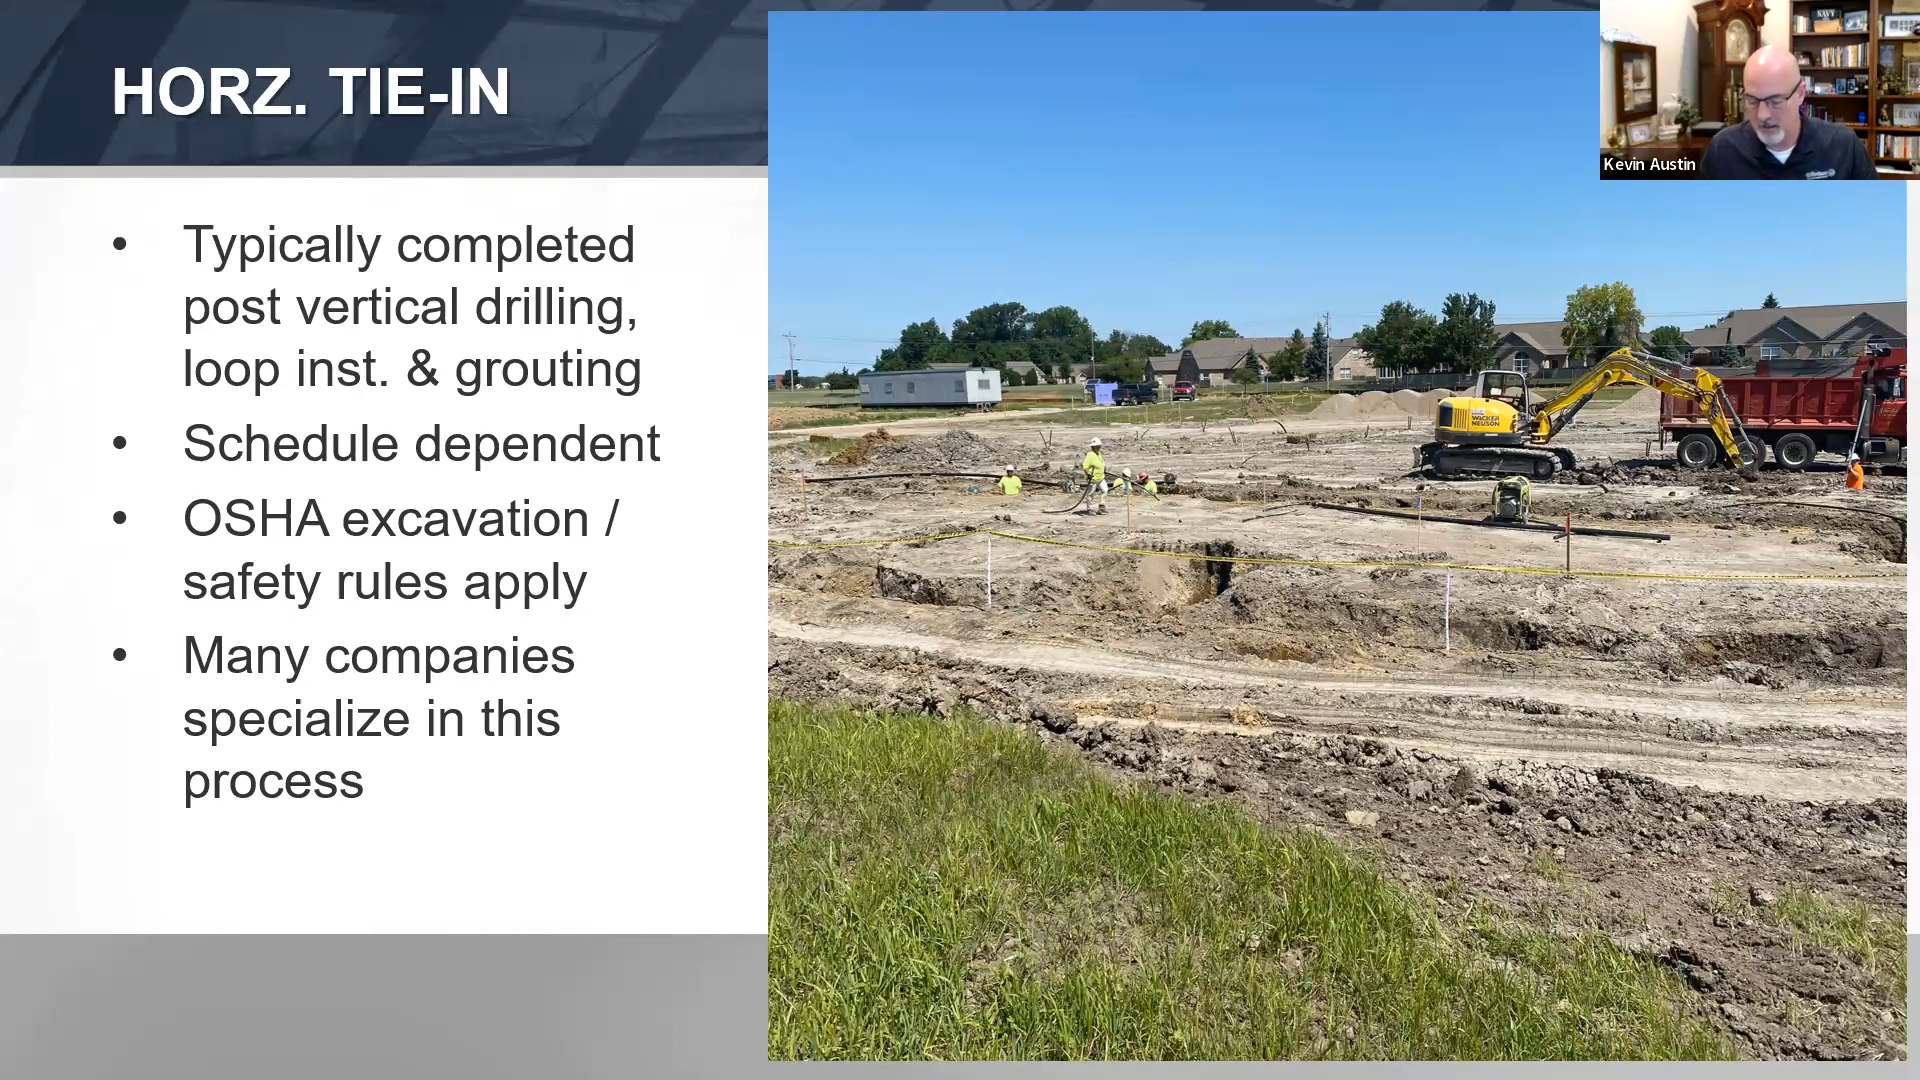 HORZ. TIE-IN
• Typically completed
post vertical drilling,
loop inst. & grouting
• Schedule dependent
• OSHA excavation /
safety rules apply
• Many companies
specialize in this
process
WACKER
NEUSON
NAVY
Kevin Austin